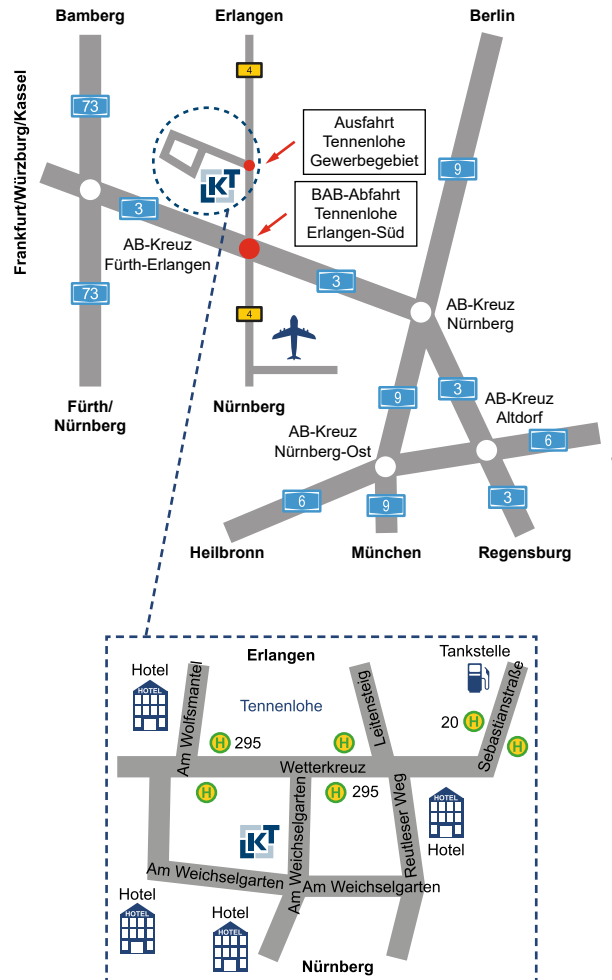 Bamberg
Erlangen
Berlin
4
73
Frankfurt/Würzburg/Kassel
Ausfahrt
Tennenlohe
Gewerbegebiet
9
LKT
BAB-Abfahrt
Tennenlohe
Erlangen-Süd
3
AB-Kreuz
Fürth-Erlangen
3
73
4
AB-Kreuz
Nürnberg
Fürth/
Nürnberg
Nürnberg
9
3
AB-Kreuz
Altdorf
AB-Kreuz
Nürnberg-Ost
6
6
9
3
Heilbronn
München
Regensburg
Erlangen
Tankstelle
Hotel
HOTEL
Am Wolfsmantel
Tennenlohe
Leitensteig
Sebastianstraße
20
H
H
295
H
H
Wetterkreuz
H
H
295
Reutleser Weg
HOTEL
Hotel
LKT
Am Weichselgarten
Am Weichselgarten
Am Weichselgarten
Hotel
HOTEL
Hotel
HOTEL
Nürnberg